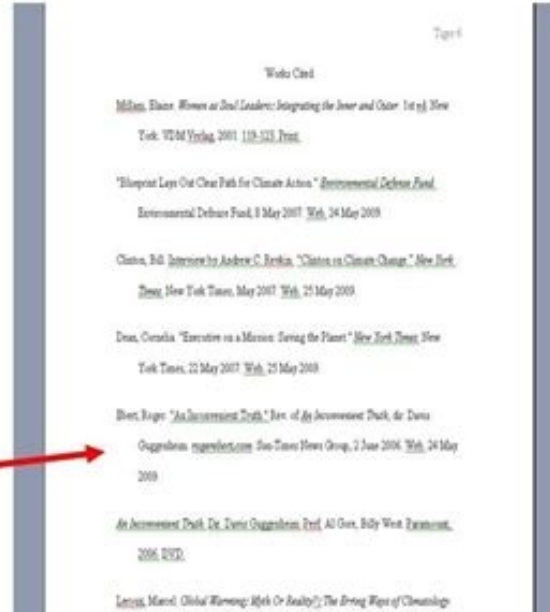 Tiger 6
Works Cited
Millam, Elaine. Women as Soul Leaders: Integrating the Inner and Outer. 1st ed. New
York. VDM Verlag, 2001. 119-123. Print.
"Blueprint Lays Out Clear Path for Climate Action." Environmental Defense Fund.
Environmental Defense Fund, 8 May 2007. Web. 24 May 2009.
Clinton, Bill. Interview by Andrew C. Revkin. "Clinton on Climate Change." New York
Times. New York Times, May 2007. Web. 25 May 2009.
Dean, Cornelia. "Executive on a Mission: Saving the Planet." New York Times. New
York Times, 22 May 2007. Web. 25 May 2009.
Ebert, Roger. "An Inconvenient Truth." Rev. of An Inconvenient Truth, dir. Davis
Guggenheim. rogerebert.com. Sun-Times News Group, 2 June 2006. Web. 24 May
2009.
An Inconvenient Truth. Dir. Davis Guggenheim. Perf. Al Gore, Billy West. Paramount,
2006. DVD.
Leroux, Marcel. Global Warming: Myth Or Reality?: The Erring Ways of Climatology